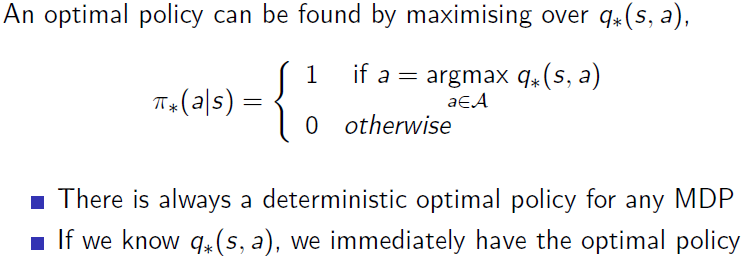 An optimal policy can be found by maximising over q∗(s, a),
π∗(a|s) = { 1 if a = argmax q∗(s, a)
a∈A
0 otherwise
There is always a deterministic optimal policy for any MDP
If we know q∗(s, a), we immediately have the optimal policy